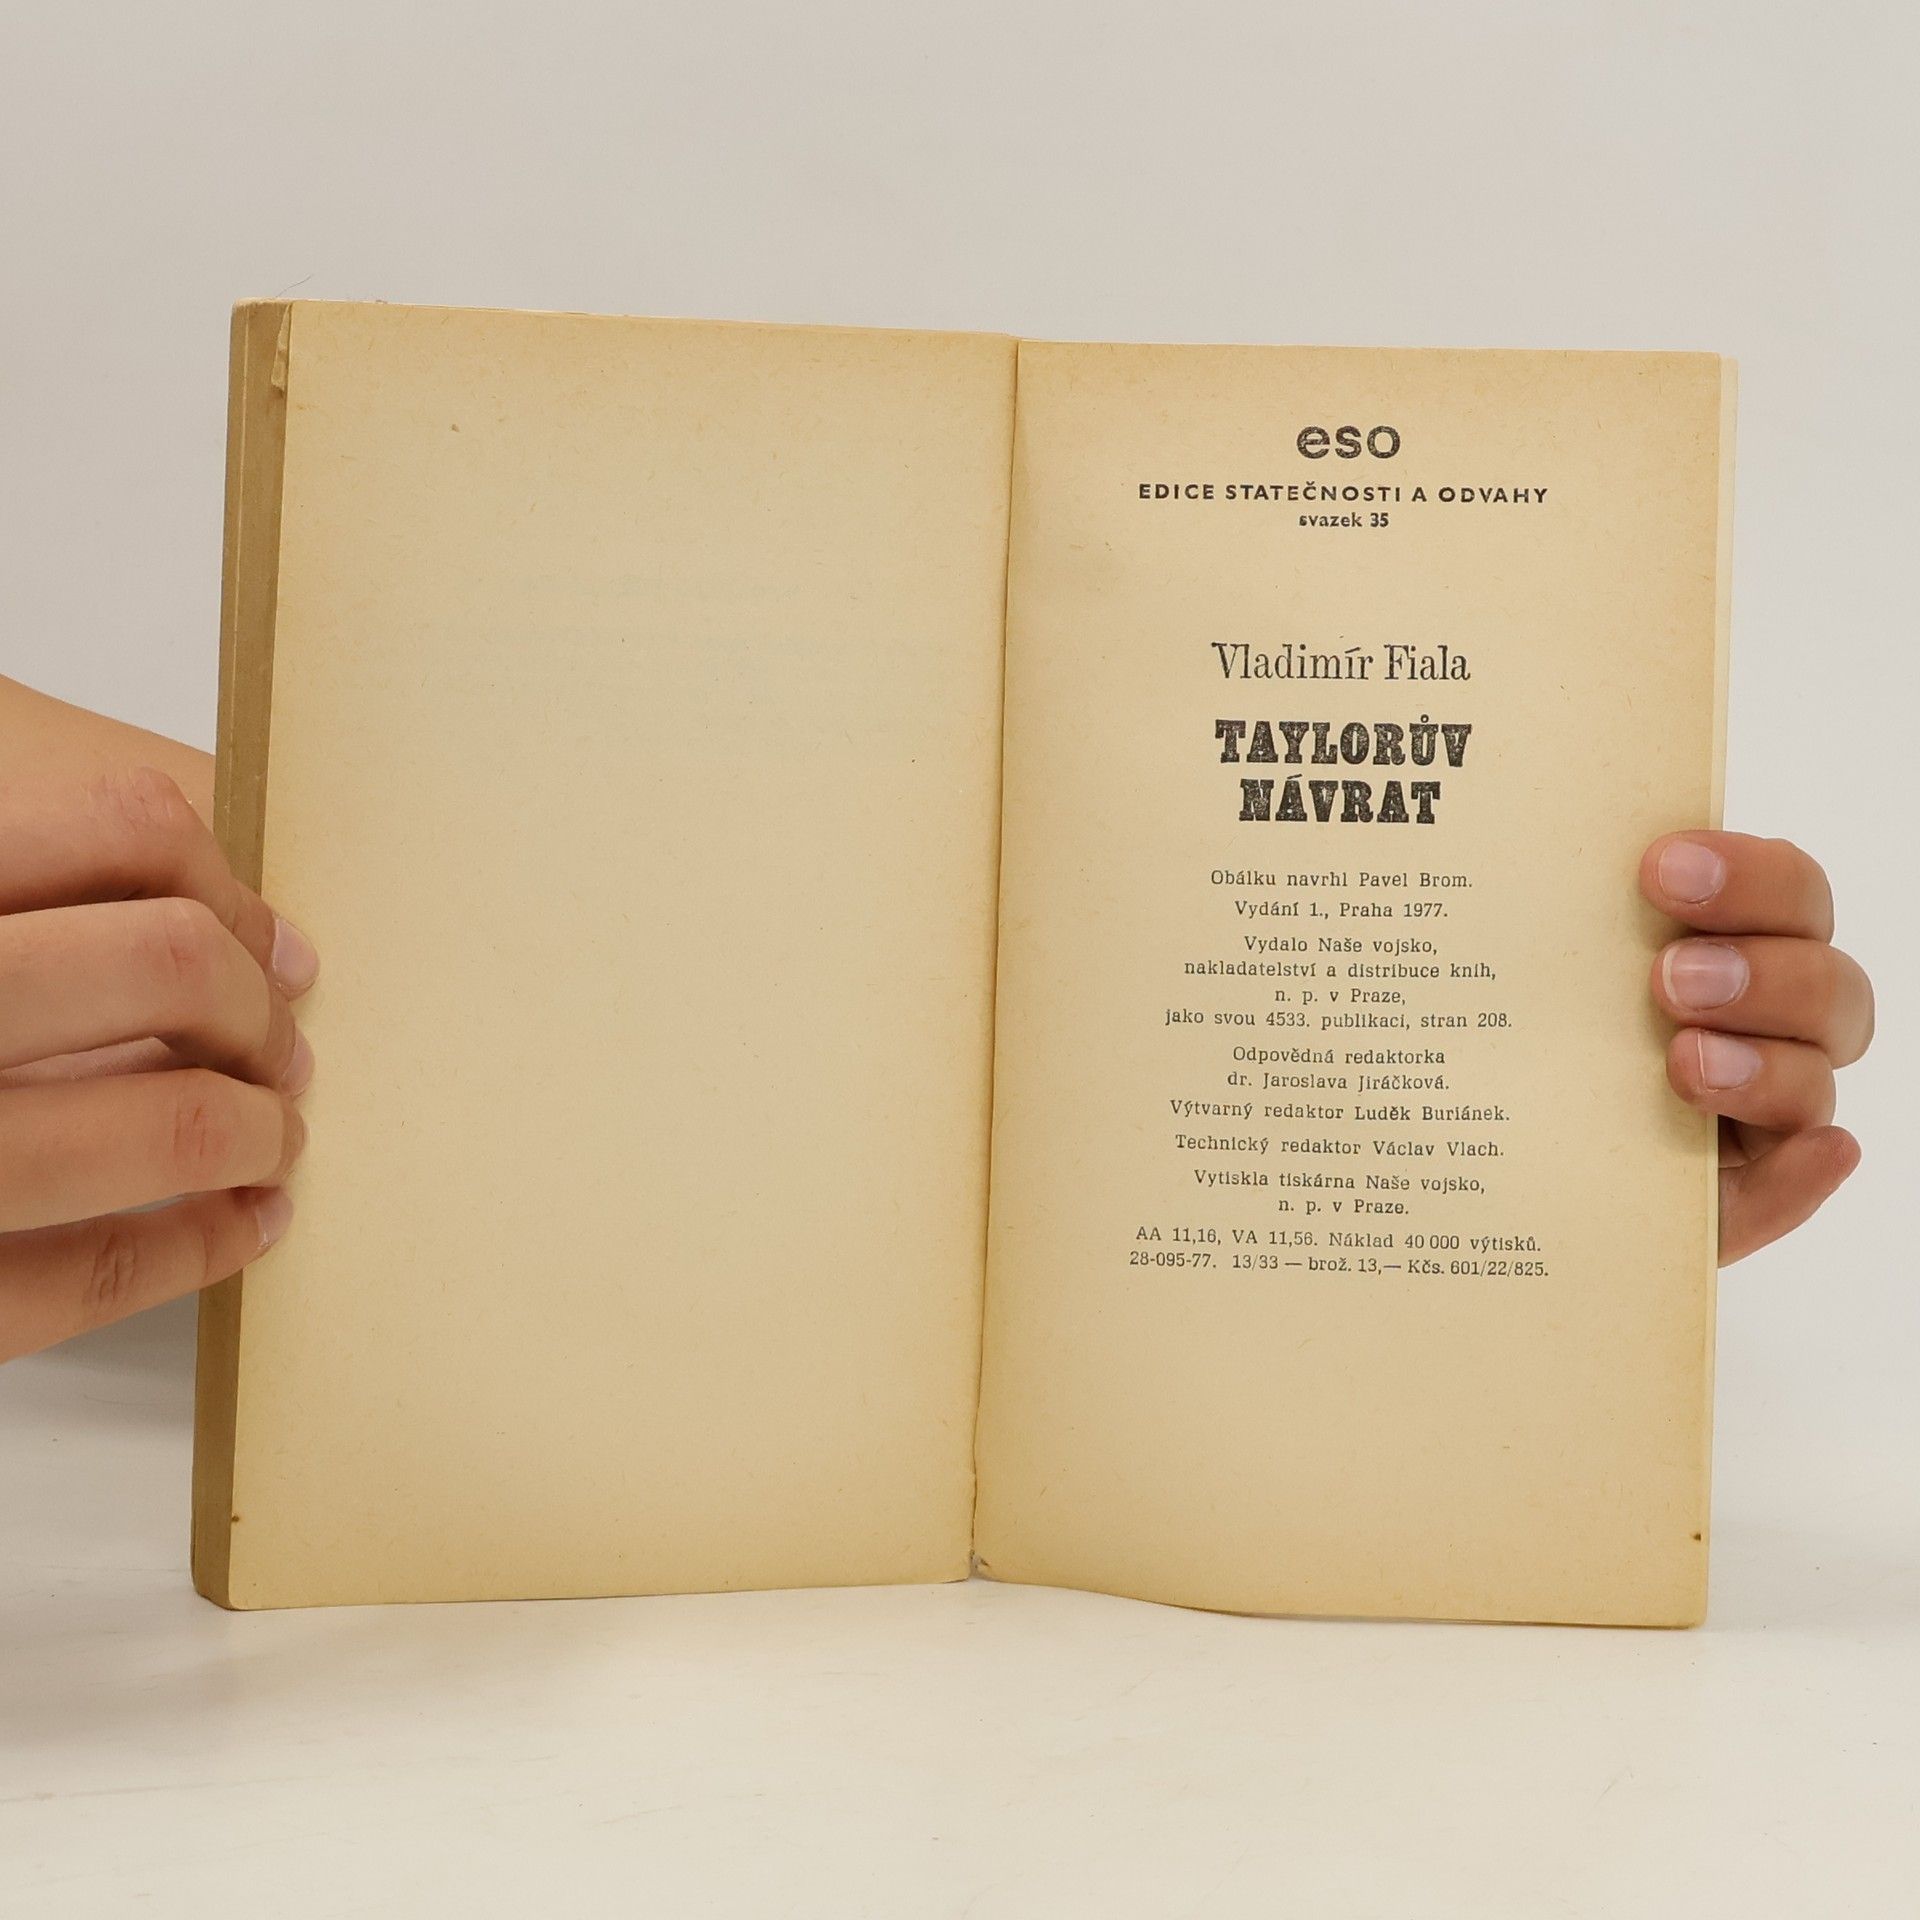 eso
EDICE STATEČNOSTI A ODVAHY
svazek 35
Vladimír Fiala
TAYLORŮV
NÁVRAT
Obálku navrhl Pavel Brom.
Vydání 1., Praha 1977.
Vydalo Naše vojsko,
nakladatelství a distribuce knih,
n. p. v Praze,
jako svou 4533. publikaci, stran 208.
Odpovědná redaktorka
dr. Jaroslava Jiráčková.
Výtvarný redaktor Luděk Buriánek.
Technický redaktor Václav Vlach.
Vytiskla tiskárna Naše vojsko,
n. p. v Praze.
AA 11,16, VA 11,56. Náklad 40 000 výtisků.
28-095-77. 13/33 — brož. 13,— Kčs. 601/22/825.